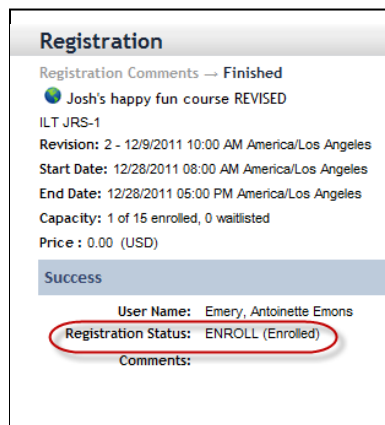 Registration
Registration Comments → Finished
Josh's happy fun course REVISED
ILT JRS-1
Revision: 2 - 12/9/2011 10:00 AM America/Los Angeles
Start Date: 12/28/2011 08:00 AM America/Los Angeles
End Date: 12/28/2011 05:00 PM America/Los Angeles
Capacity: 1 of 15 enrolled, 0 waitlisted
Price : 0.00 (USD)
Success
User Name: Emery, Antoinette Emons
Registration Status: ENROLL (Enrolled)
Comments: